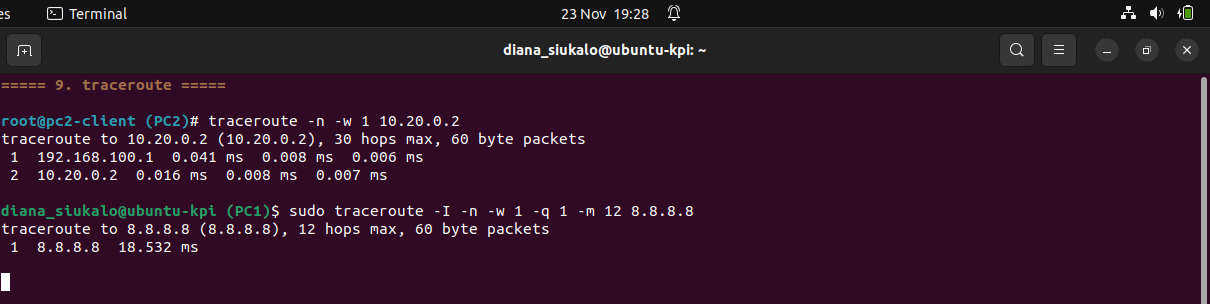 es Terminal 23 Nov 19:28
diana_siukalo@ubuntu-kpi: ~
===== 9. traceroute =====
root@pc2-client (PC2)# traceroute -n -w 1 10.20.0.2
traceroute to 10.20.0.2 (10.20.0.2), 30 hops max, 60 byte packets
 1  192.168.100.1  0.041 ms  0.008 ms  0.006 ms
 2  10.20.0.2  0.016 ms  0.008 ms  0.007 ms
diana_siukalo@ubuntu-kpi (PC1)$ sudo traceroute -I -n -w 1 -q 1 -m 12 8.8.8.8
traceroute to 8.8.8.8 (8.8.8.8), 12 hops max, 60 byte packets
 1  8.8.8.8  18.532 ms